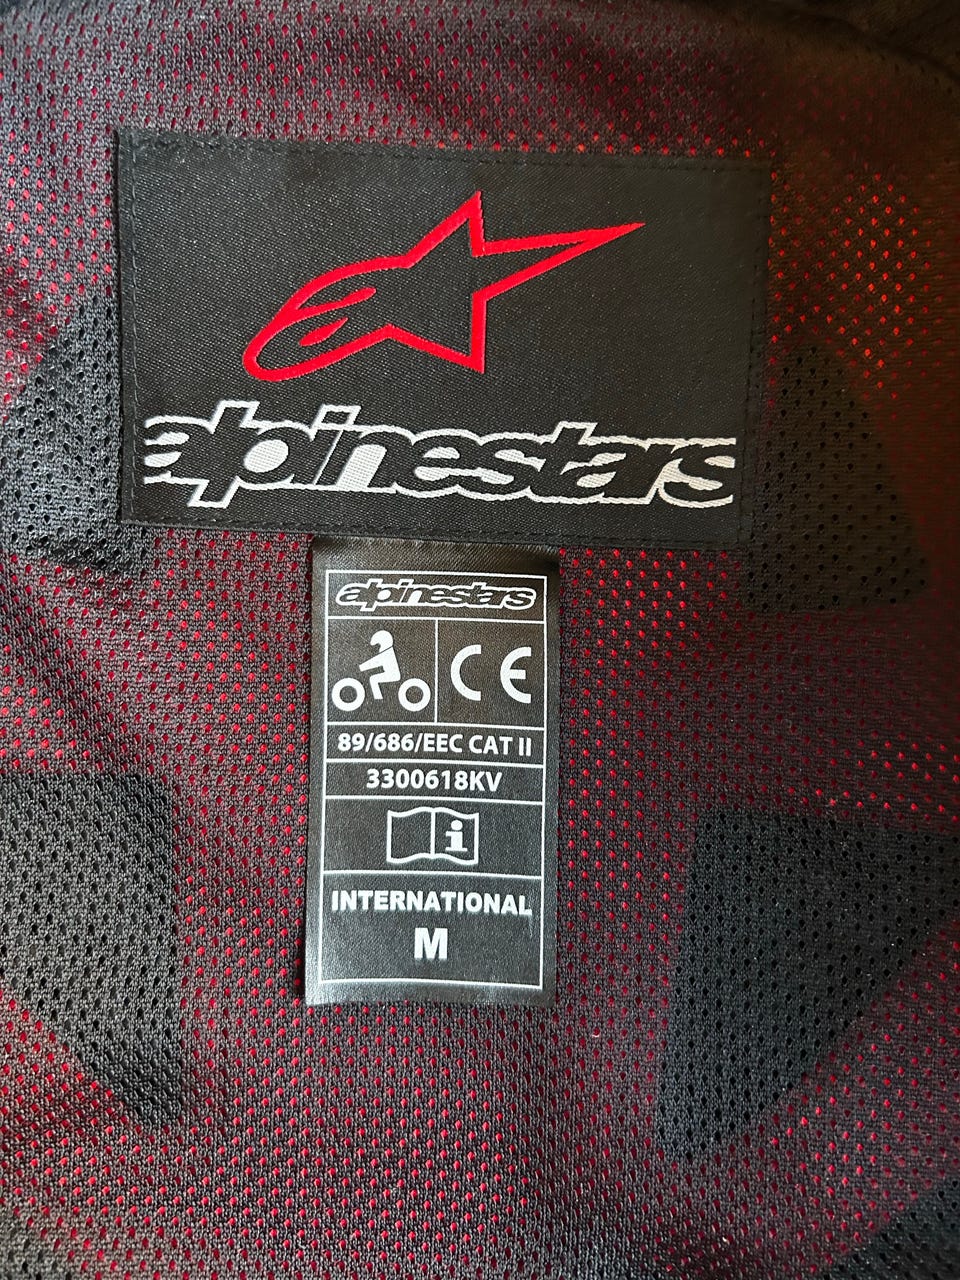 alpinestars
alpinestars
CE
89/686/EEC CAT II
3300618KV
i
INTERNATIONAL
M